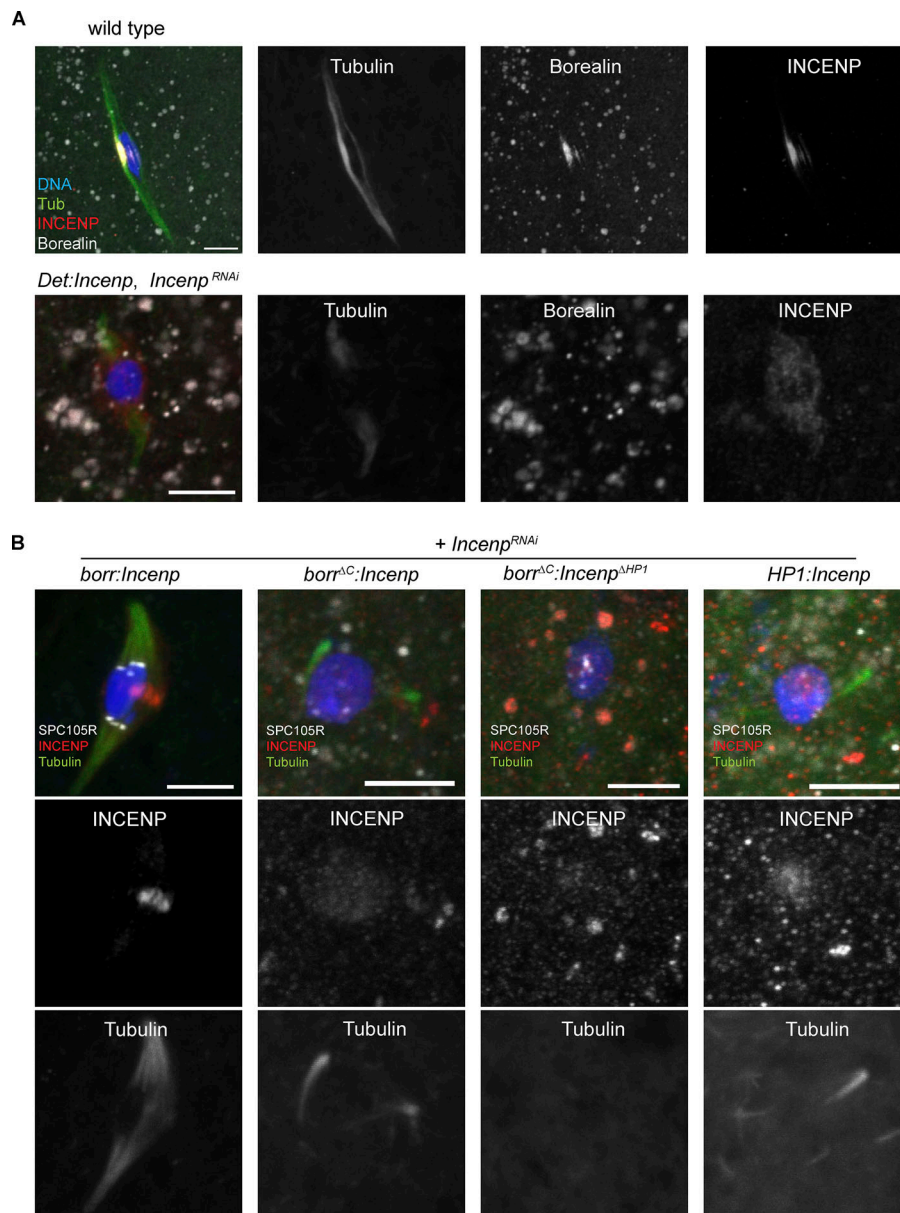 A
wild type
Tubulin
Borealin
INCENP
DNA
Tub
INCENP
Borealin
Det:Incenp, Incenp RNAi
Tubulin
Borealin
INCENP
B
+ Incenp RNAi
borr:Incenp
borr ΔC:Incenp
borr ΔC:Incenp ΔHP1
HP1:Incenp
SPC105R
INCENP
Tubulin
SPC105R
INCENP
Tubulin
SPC105R
INCENP
Tubulin
SPC105R
INCENP
Tubulin
INCENP
INCENP
INCENP
INCENP
Tubulin
Tubulin
Tubulin
Tubulin